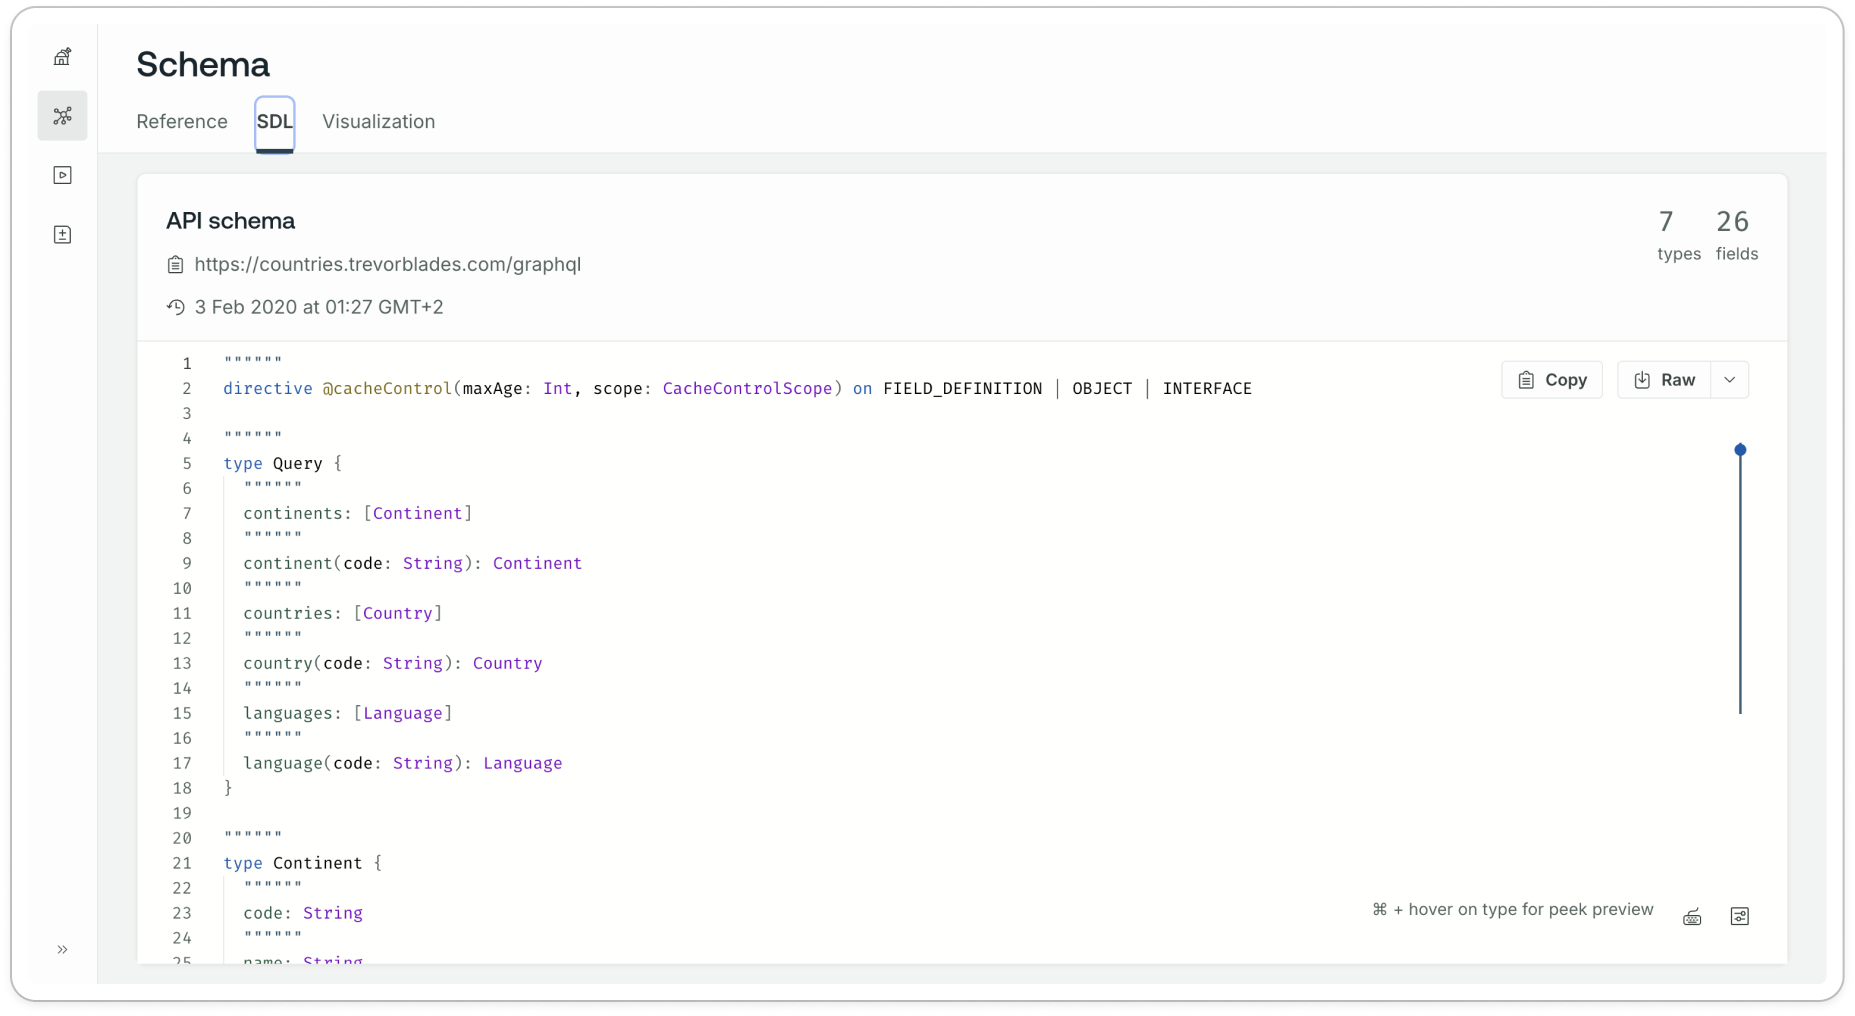 Schema
Reference SDL Visualization
API schema
7 26
types fields
https://countries.trevorblades.com/graphql
3 Feb 2020 at 01:27 GMT+2
Copy Raw
1 """"""
2 directive @cacheControl(maxAge: Int, scope: CacheControlScope) on FIELD_DEFINITION | OBJECT | INTERFACE
3
4 """"""
5 type Query {
6   """"""
7   continents: [Continent]
8   """"""
9   continent(code: String): Continent
10   """"""
11   countries: [Country]
12   """"""
13   country(code: String): Country
14   """"""
15   languages: [Language]
16   """"""
17   language(code: String): Language
18 }
19
20 """"""
21 type Continent {
22   """"""
23   code: String
24   """"""
25   name: String
⌘ + hover on type for peek preview